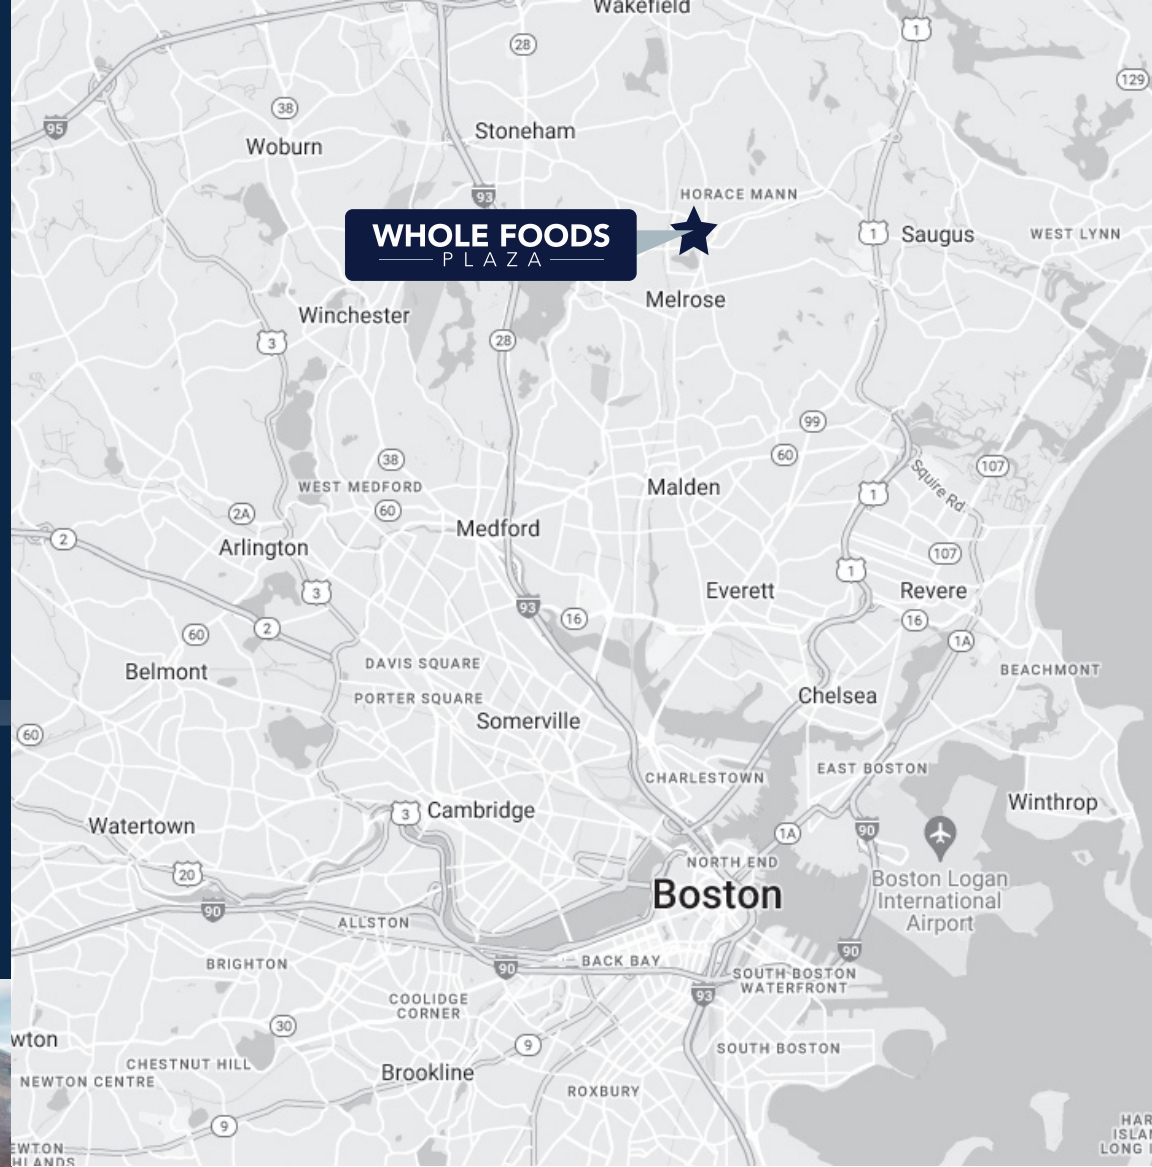 Wakefield
1
28
129
38
95
Stoneham
Woburn
93
HORACE MANN
WHOLE FOODS
PLAZA
1
Saugus
WEST LYNN
Melrose
Winchester
3
28
99
60
38
107
WEST MEDFORD
Malden
Squire Rd
1
60
2A
Medford
2
Arlington
107
1
3
Everett
Revere
93
16
16
60
2
1A
DAVIS SQUARE
Belmont
BEACHMONT
PORTER SQUARE
Chelsea
Somerville
60
EAST BOSTON
CHARLESTOWN
Winthrop
3
Cambridge
Watertown
1A
90
NORTH END
20
Boston
Boston Logan
International
Airport
90
ALLSTON
90
BACK BAY
BRIGHTON
90
SOUTH BOSTON
WATERFRONT
93
COOLIDGE
CORNER
30
wton
9
SOUTH BOSTON
CHESTNUT HILL
Brookline
NEWTON CENTRE
ROXBURY
9
HAR
ISLAN
LONG I
EWTON
HLANDS